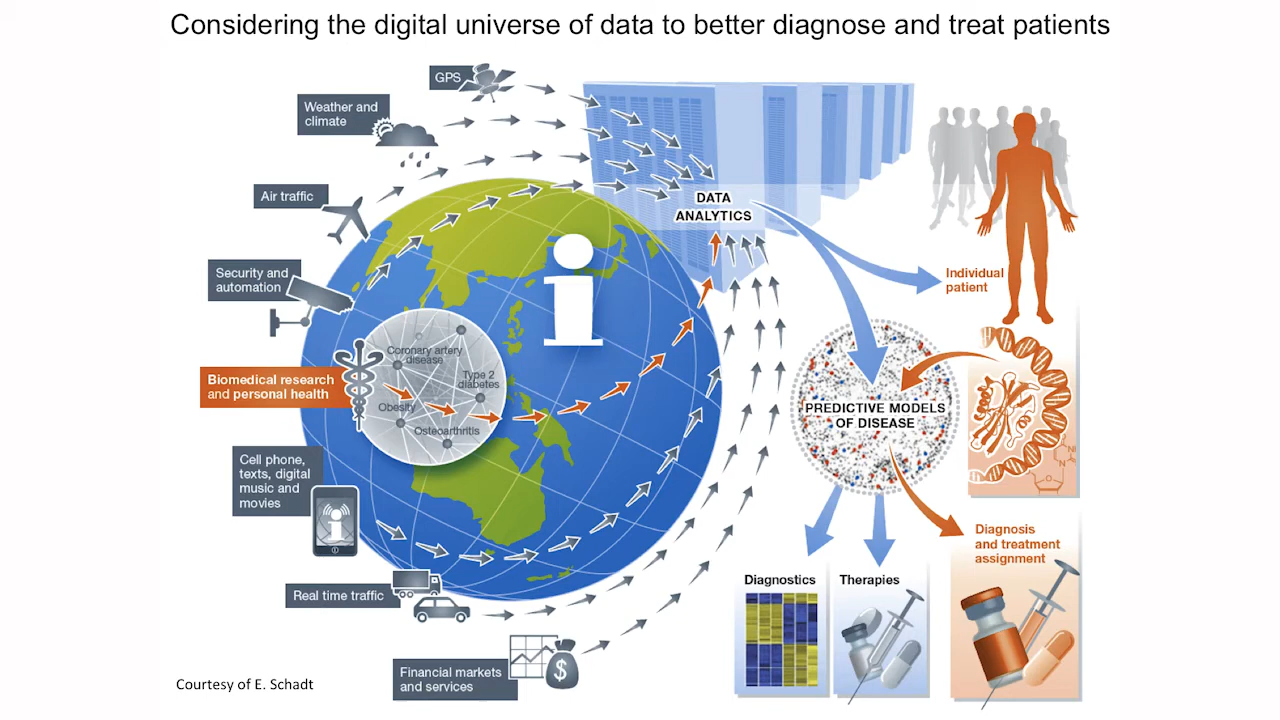 Considering the digital universe of data to better diagnose and treat patients
GPS
Weather and
climate
Air traffic
Security and
automation
Biomedical research
and personal health
Cell phone,
texts, digital
music and
movies
Real time traffic
Financial markets
and services
Coronary artery
disease
Type 2
diabetes
Obesity
Osteoarthritis
i
i
$
DATA
ANALYTICS
Individual
patient
PREDICTIVE MODELS
OF DISEASE
Diagnosis
and treatment
assignment
Diagnostics
Therapies
Courtesy of E. Schadt